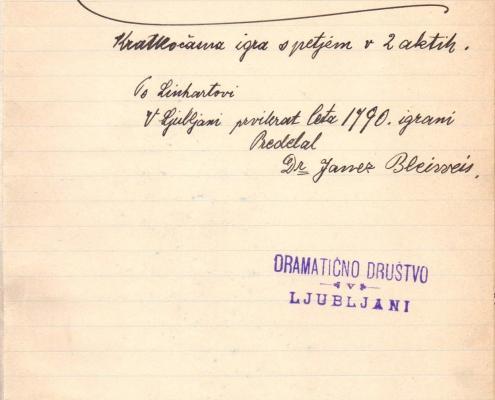 Kratkočasna igra s petjem v 2 aktih.
Po Linhartovi
V Ljubljani prvikrat leta 1790. igrani
Predelal
Dr Janez Bleiweis.
DRAMATIČNO DRUŠTVO
V
LJUBLJANI